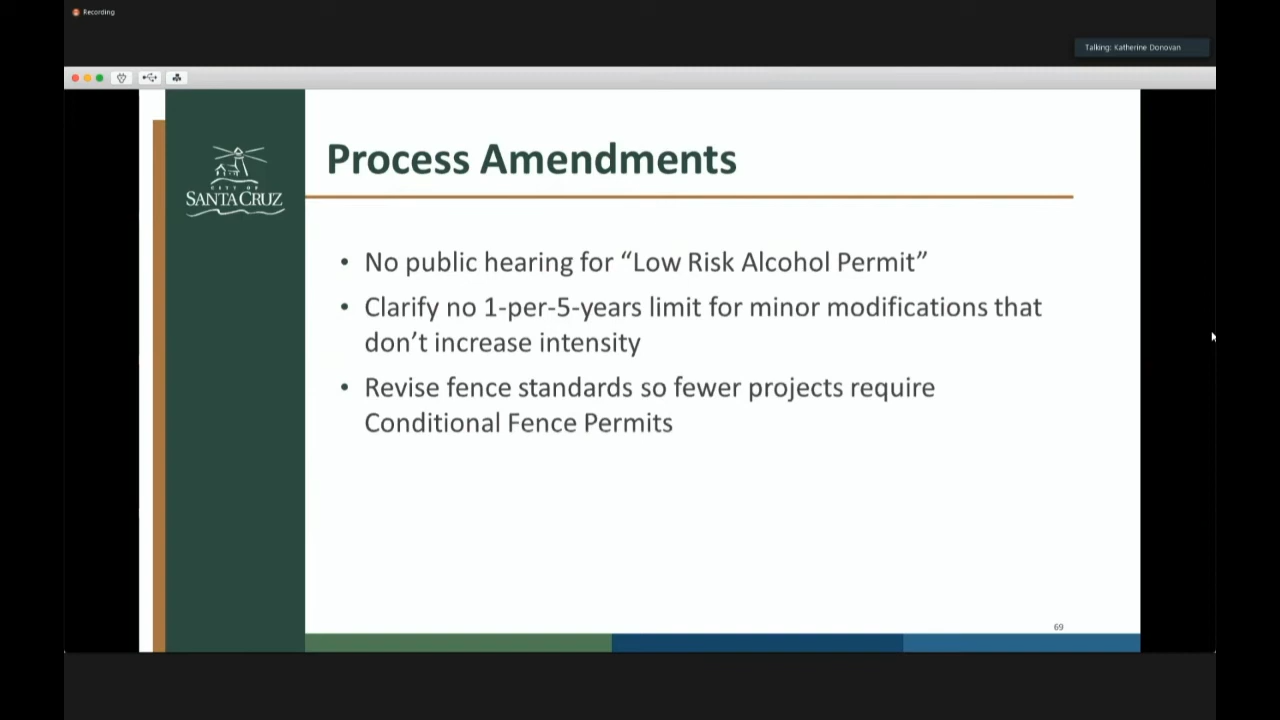 Recording
Talking: Katherine Donovan
CITY OF
SANTA CRUZ
Process Amendments
• No public hearing for “Low Risk Alcohol Permit”
• Clarify no 1-per-5-years limit for minor modifications that
don’t increase intensity
• Revise fence standards so fewer projects require
Conditional Fence Permits
69